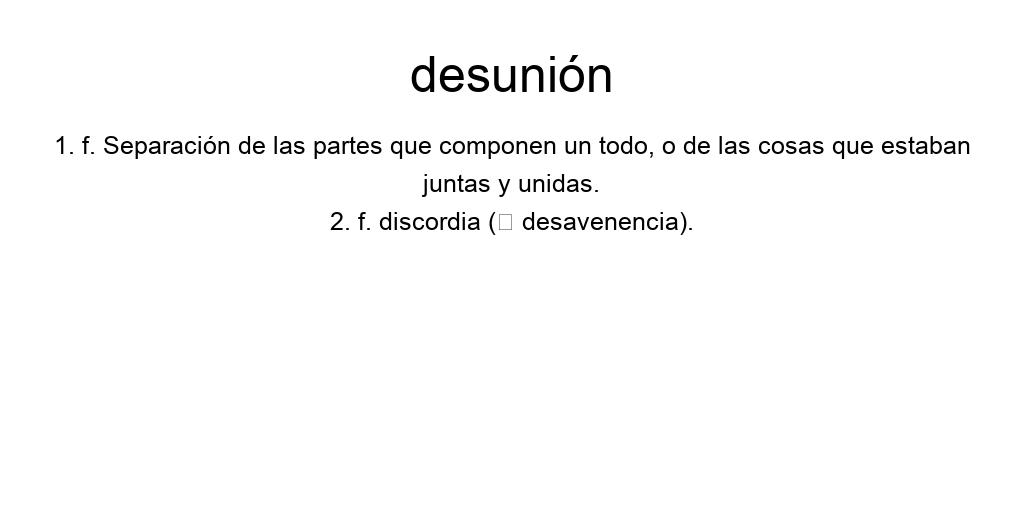 desunión
1. f. Separación de las partes que componen un todo, o de las cosas que estaban
juntas y unidas.
2. f. discordia (□ desavenencia).